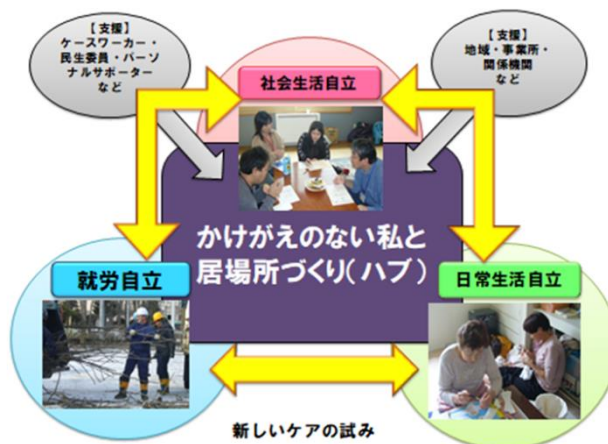 【支援】
ケースワーカー・
民生委員・パーソ
ナルサポーター
など
【支援】
地域・事業所・
関係機関
など
社会生活自立
かけがえのない私と
居場所づくり(ハブ)
就労自立
日常生活自立
新しいケアの試み